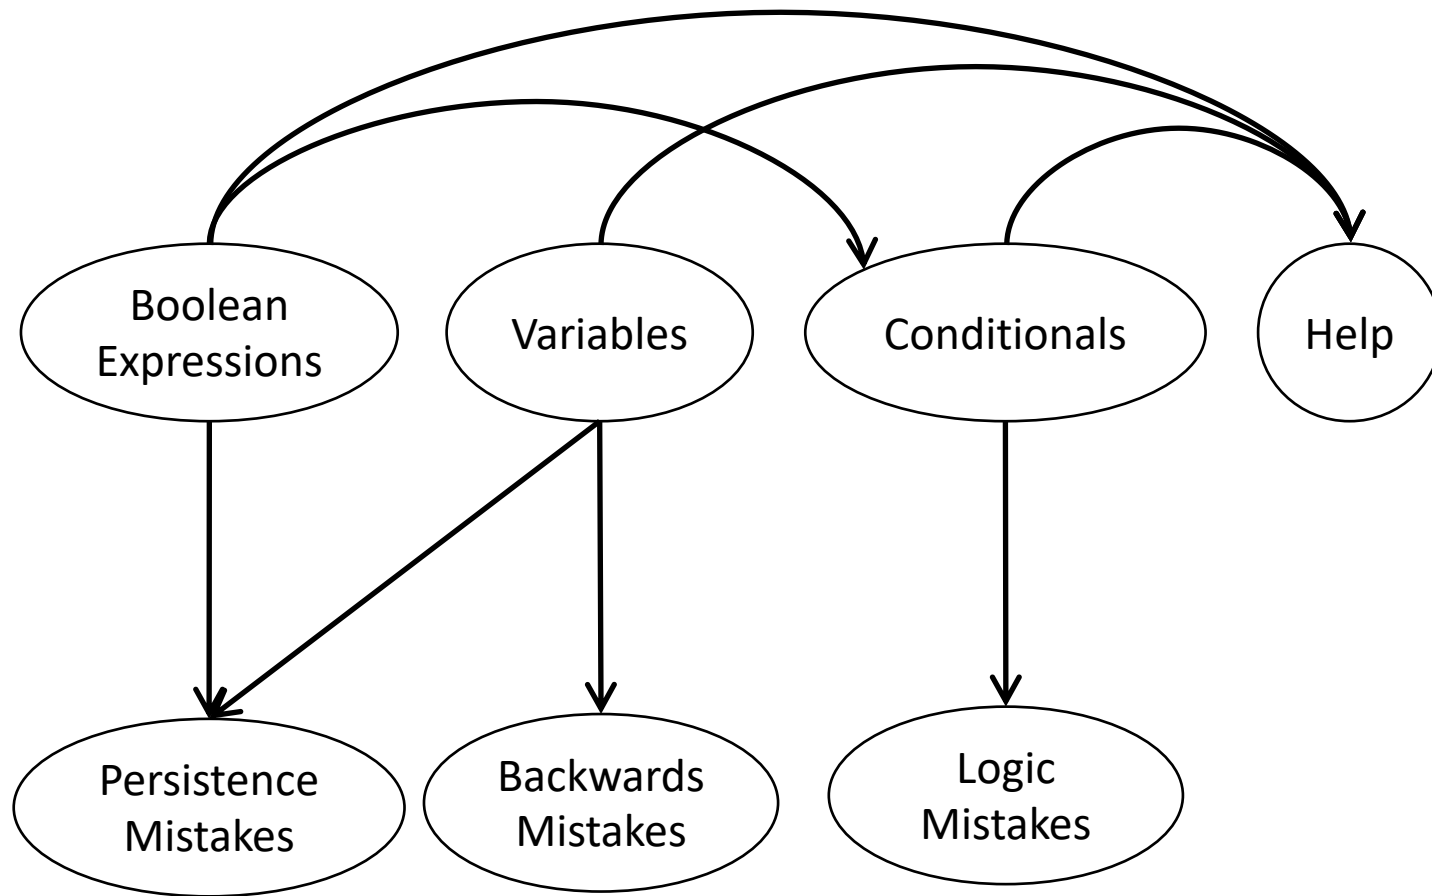 Boolean
Expressions
Variables
Conditionals
Help
Persistence
Mistakes
Backwards
Mistakes
Logic
Mistakes